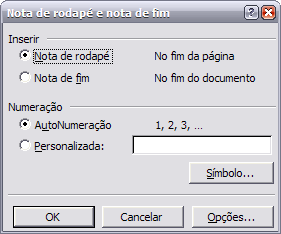 Nota de rodapé e nota de fim
Inserir
Nota de rodapé No fim da página
Nota de fim No fim do documento
Numeração
AutoNumeração 1, 2, 3, ...
Personalizada:
Símbolo...
OK Cancelar Opções...